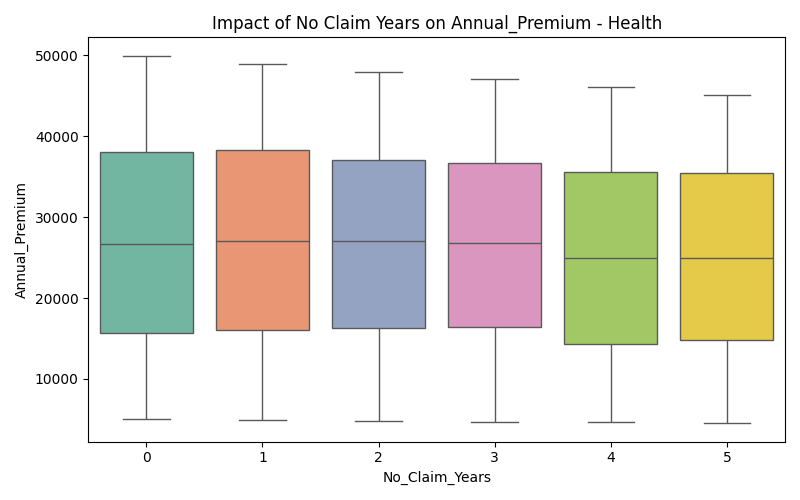 Impact of No Claim Years on Annual_Premium - Health
50000
40000
30000
20000
10000
Annual_Premium
0 1 2 3 4 5
No_Claim_Years